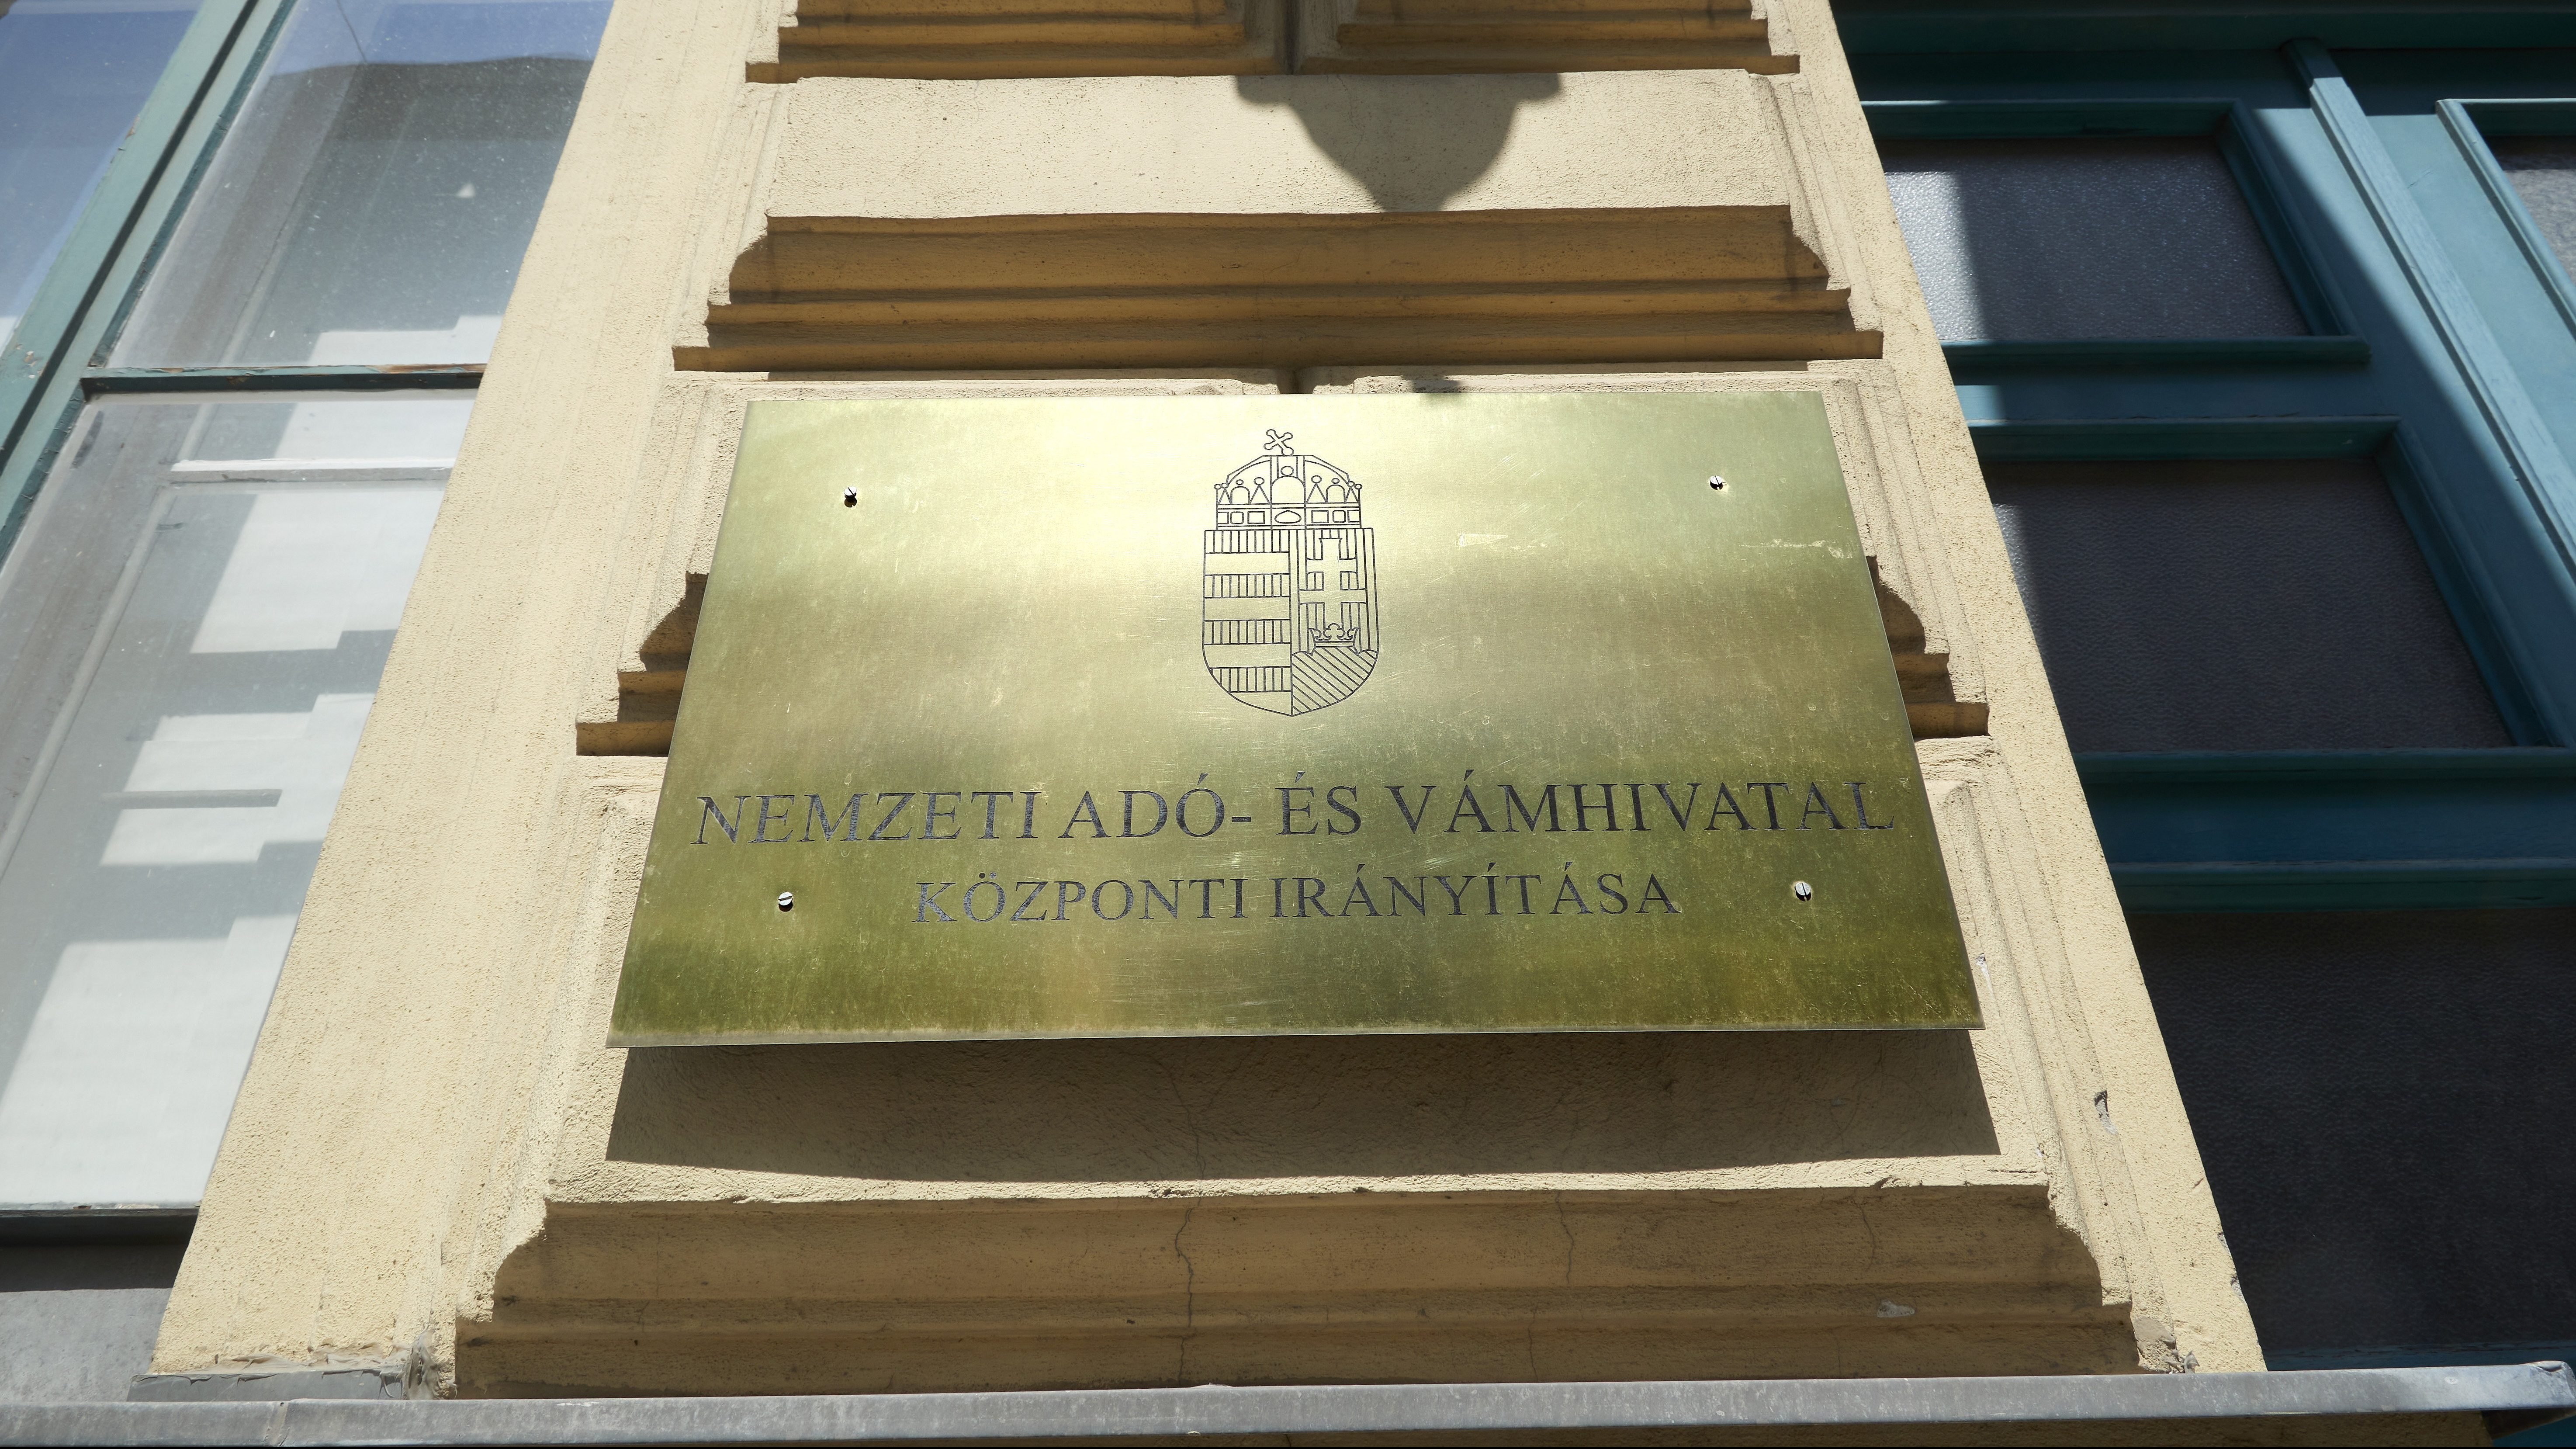 NEMZETI ADÓ- ÉS VÁMHIVATAL
KÖZPONTI IRÁNYÍTÁSA